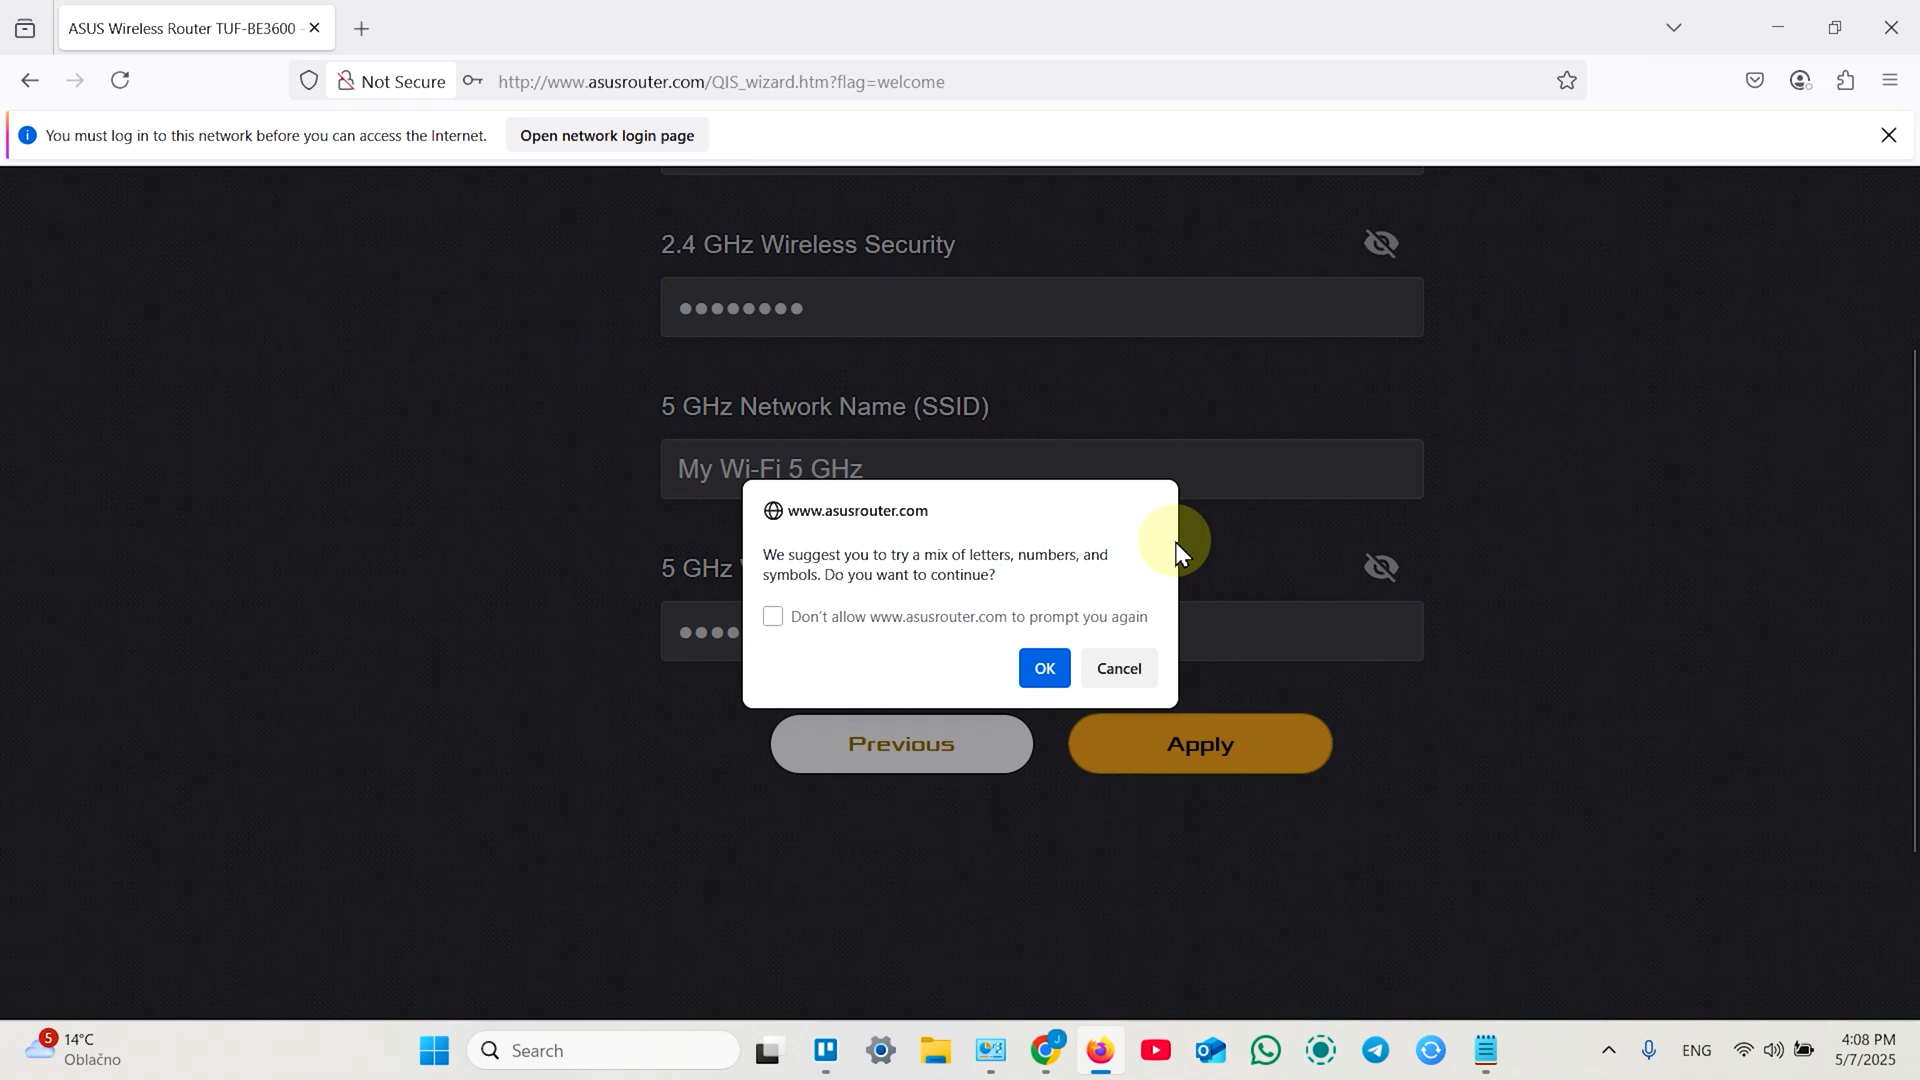 ASUS Wireless Router TUF-BE3600 -
Not Secure
http://www.asusrouter.com/QIS_wizard.htm?flag=welcome
You must log in to this network before you can access the Internet.
Open network login page
2.4 GHz Wireless Security
5 GHz Network Name (SSID)
My Wi-Fi 5 GHz
www.asusrouter.com
We suggest you to try a mix of letters, numbers, and
symbols. Do you want to continue?
5 GHz
Don't allow www.asusrouter.com to prompt you again
OK
Cancel
Previous
Apply
5
14°C
Oblačno
Search
J
ENG
4:08 PM
5/7/2025